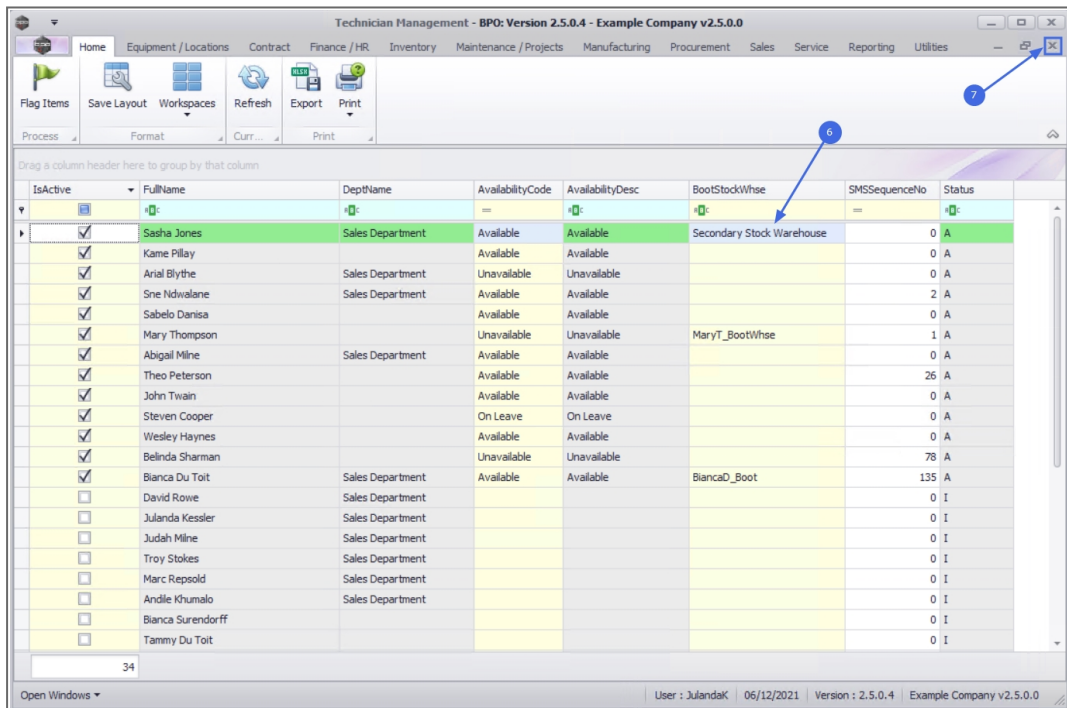 Technician Management - BPO: Version 2.5.0.4 - Example Company v2.5.0.0
Home Equipment / Locations Contract Finance / HR Inventory Maintenance / Projects Manufacturing Procurement Sales Service Reporting Utilities
7
Flag Items Save Layout Workspaces Refresh Export Print
Process Format Curr... Print
6
Drag a column header here to group by that column
IsActive FullName DeptName AvailabilityCode AvailabilityDesc BootStockWhse SMSSequenceNo Status
Sasha Jones Sales Department Available Available Secondary Stock Warehouse 0 A
Kame Pillay Available Available 0 A
Arial Blythe Sales Department Unavailable Unavailable 0 A
Sne Ndwalane Sales Department Available Available 2 A
Sabelo Danisa Available Available 0 A
Mary Thompson Unavailable Unavailable MaryT_BootWhse 1 A
Abigail Milne Sales Department Available Available 0 A
Theo Peterson Available Available 26 A
John Twain Available Available 0 A
Steven Cooper On Leave On Leave 0 A
Wesley Haynes Available Available 0 A
Belinda Sharman Unavailable Unavailable 78 A
Bianca Du Toit Sales Department Available Available BiancaD_Boot 135 A
David Rowe Sales Department 0 I
Julanda Kessler Sales Department 0 I
Judah Milne Sales Department 0 I
Troy Stokes Sales Department 0 I
Marc Repsold Sales Department 0 I
Andile Khumalo Sales Department 0 I
Bianca Surendorff 0 I
Tammy Du Toit 0 I
34
Open Windows User : JulandaK 06/12/2021 Version : 2.5.0.4 Example Company v2.5.0.0